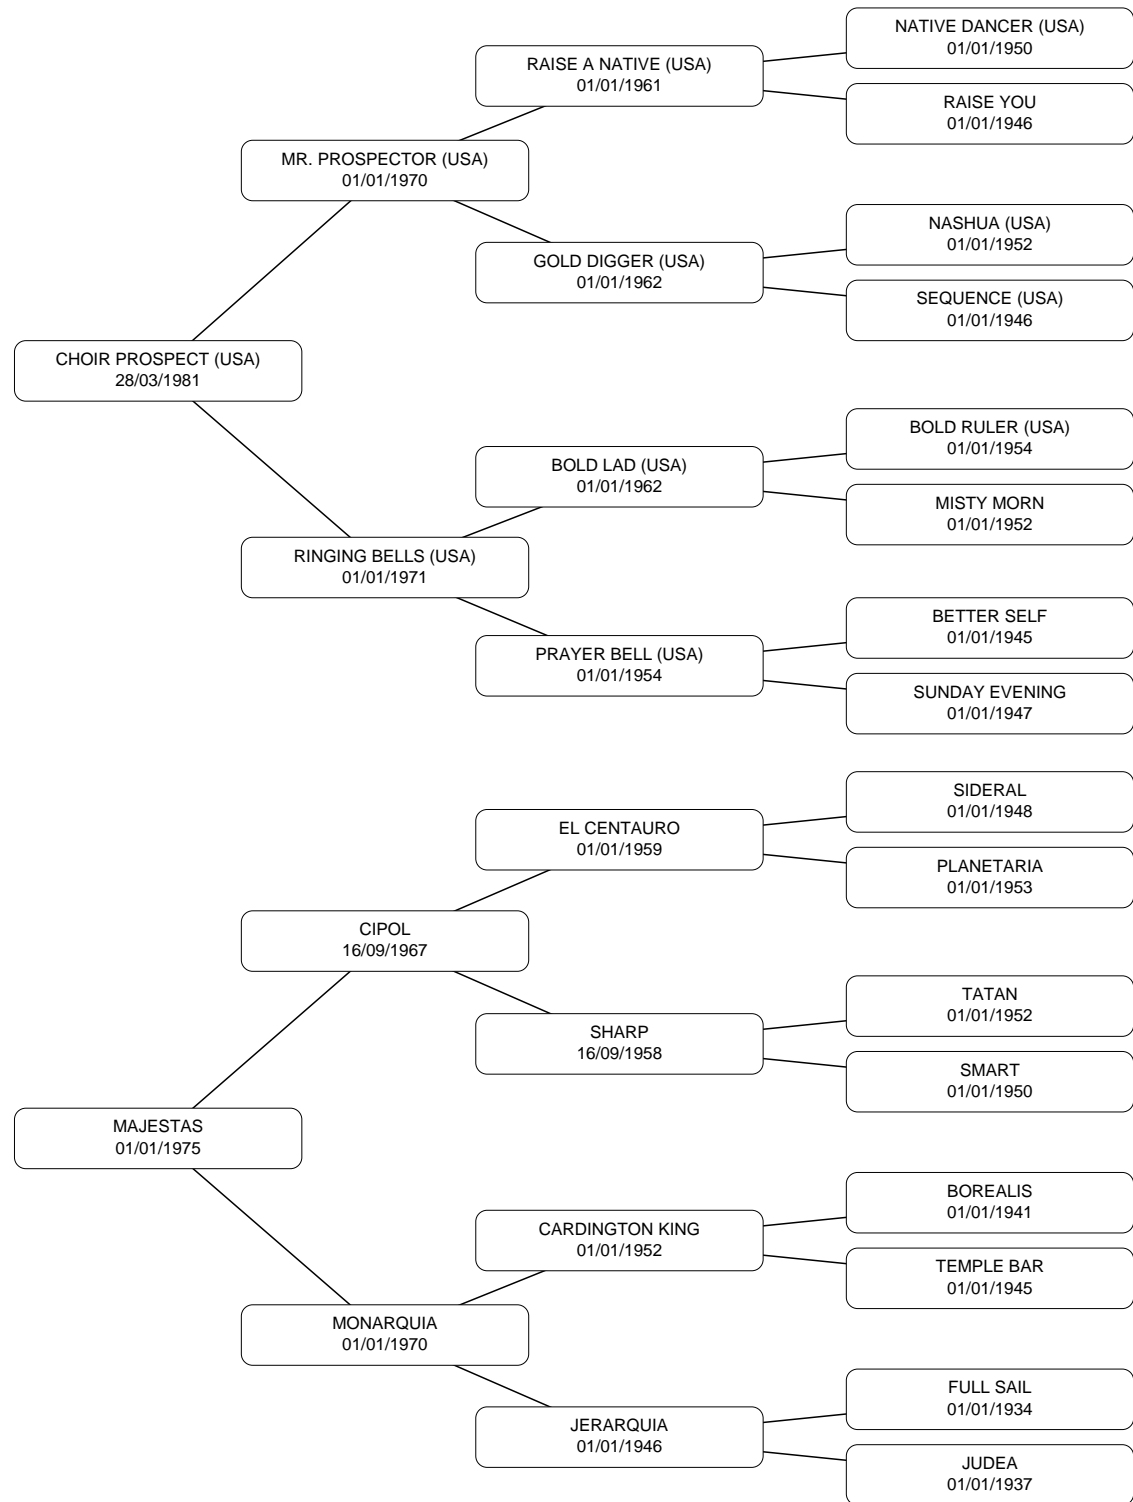 NATIVE DANCER (USA)
01/01/1950
RAISE A NATIVE (USA)
01/01/1961
RAISE YOU
01/01/1946
MR. PROSPECTOR (USA)
01/01/1970
NASHUA (USA)
01/01/1952
GOLD DIGGER (USA)
01/01/1962
SEQUENCE (USA)
01/01/1946
CHOIR PROSPECT (USA)
28/03/1981
BOLD RULER (USA)
01/01/1954
BOLD LAD (USA)
01/01/1962
MISTY MORN
01/01/1952
RINGING BELLS (USA)
01/01/1971
BETTER SELF
01/01/1945
PRAYER BELL (USA)
01/01/1954
SUNDAY EVENING
01/01/1947
SIDERAL
01/01/1948
EL CENTAURO
01/01/1959
PLANETARIA
01/01/1953
CIPOL
16/09/1967
TATAN
01/01/1952
SHARP
16/09/1958
SMART
01/01/1950
MAJESTAS
01/01/1975
BOREALIS
01/01/1941
CARDINGTON KING
01/01/1952
TEMPLE BAR
01/01/1945
MONARQUIA
01/01/1970
FULL SAIL
01/01/1934
JERARQUIA
01/01/1946
JUDEA
01/01/1937